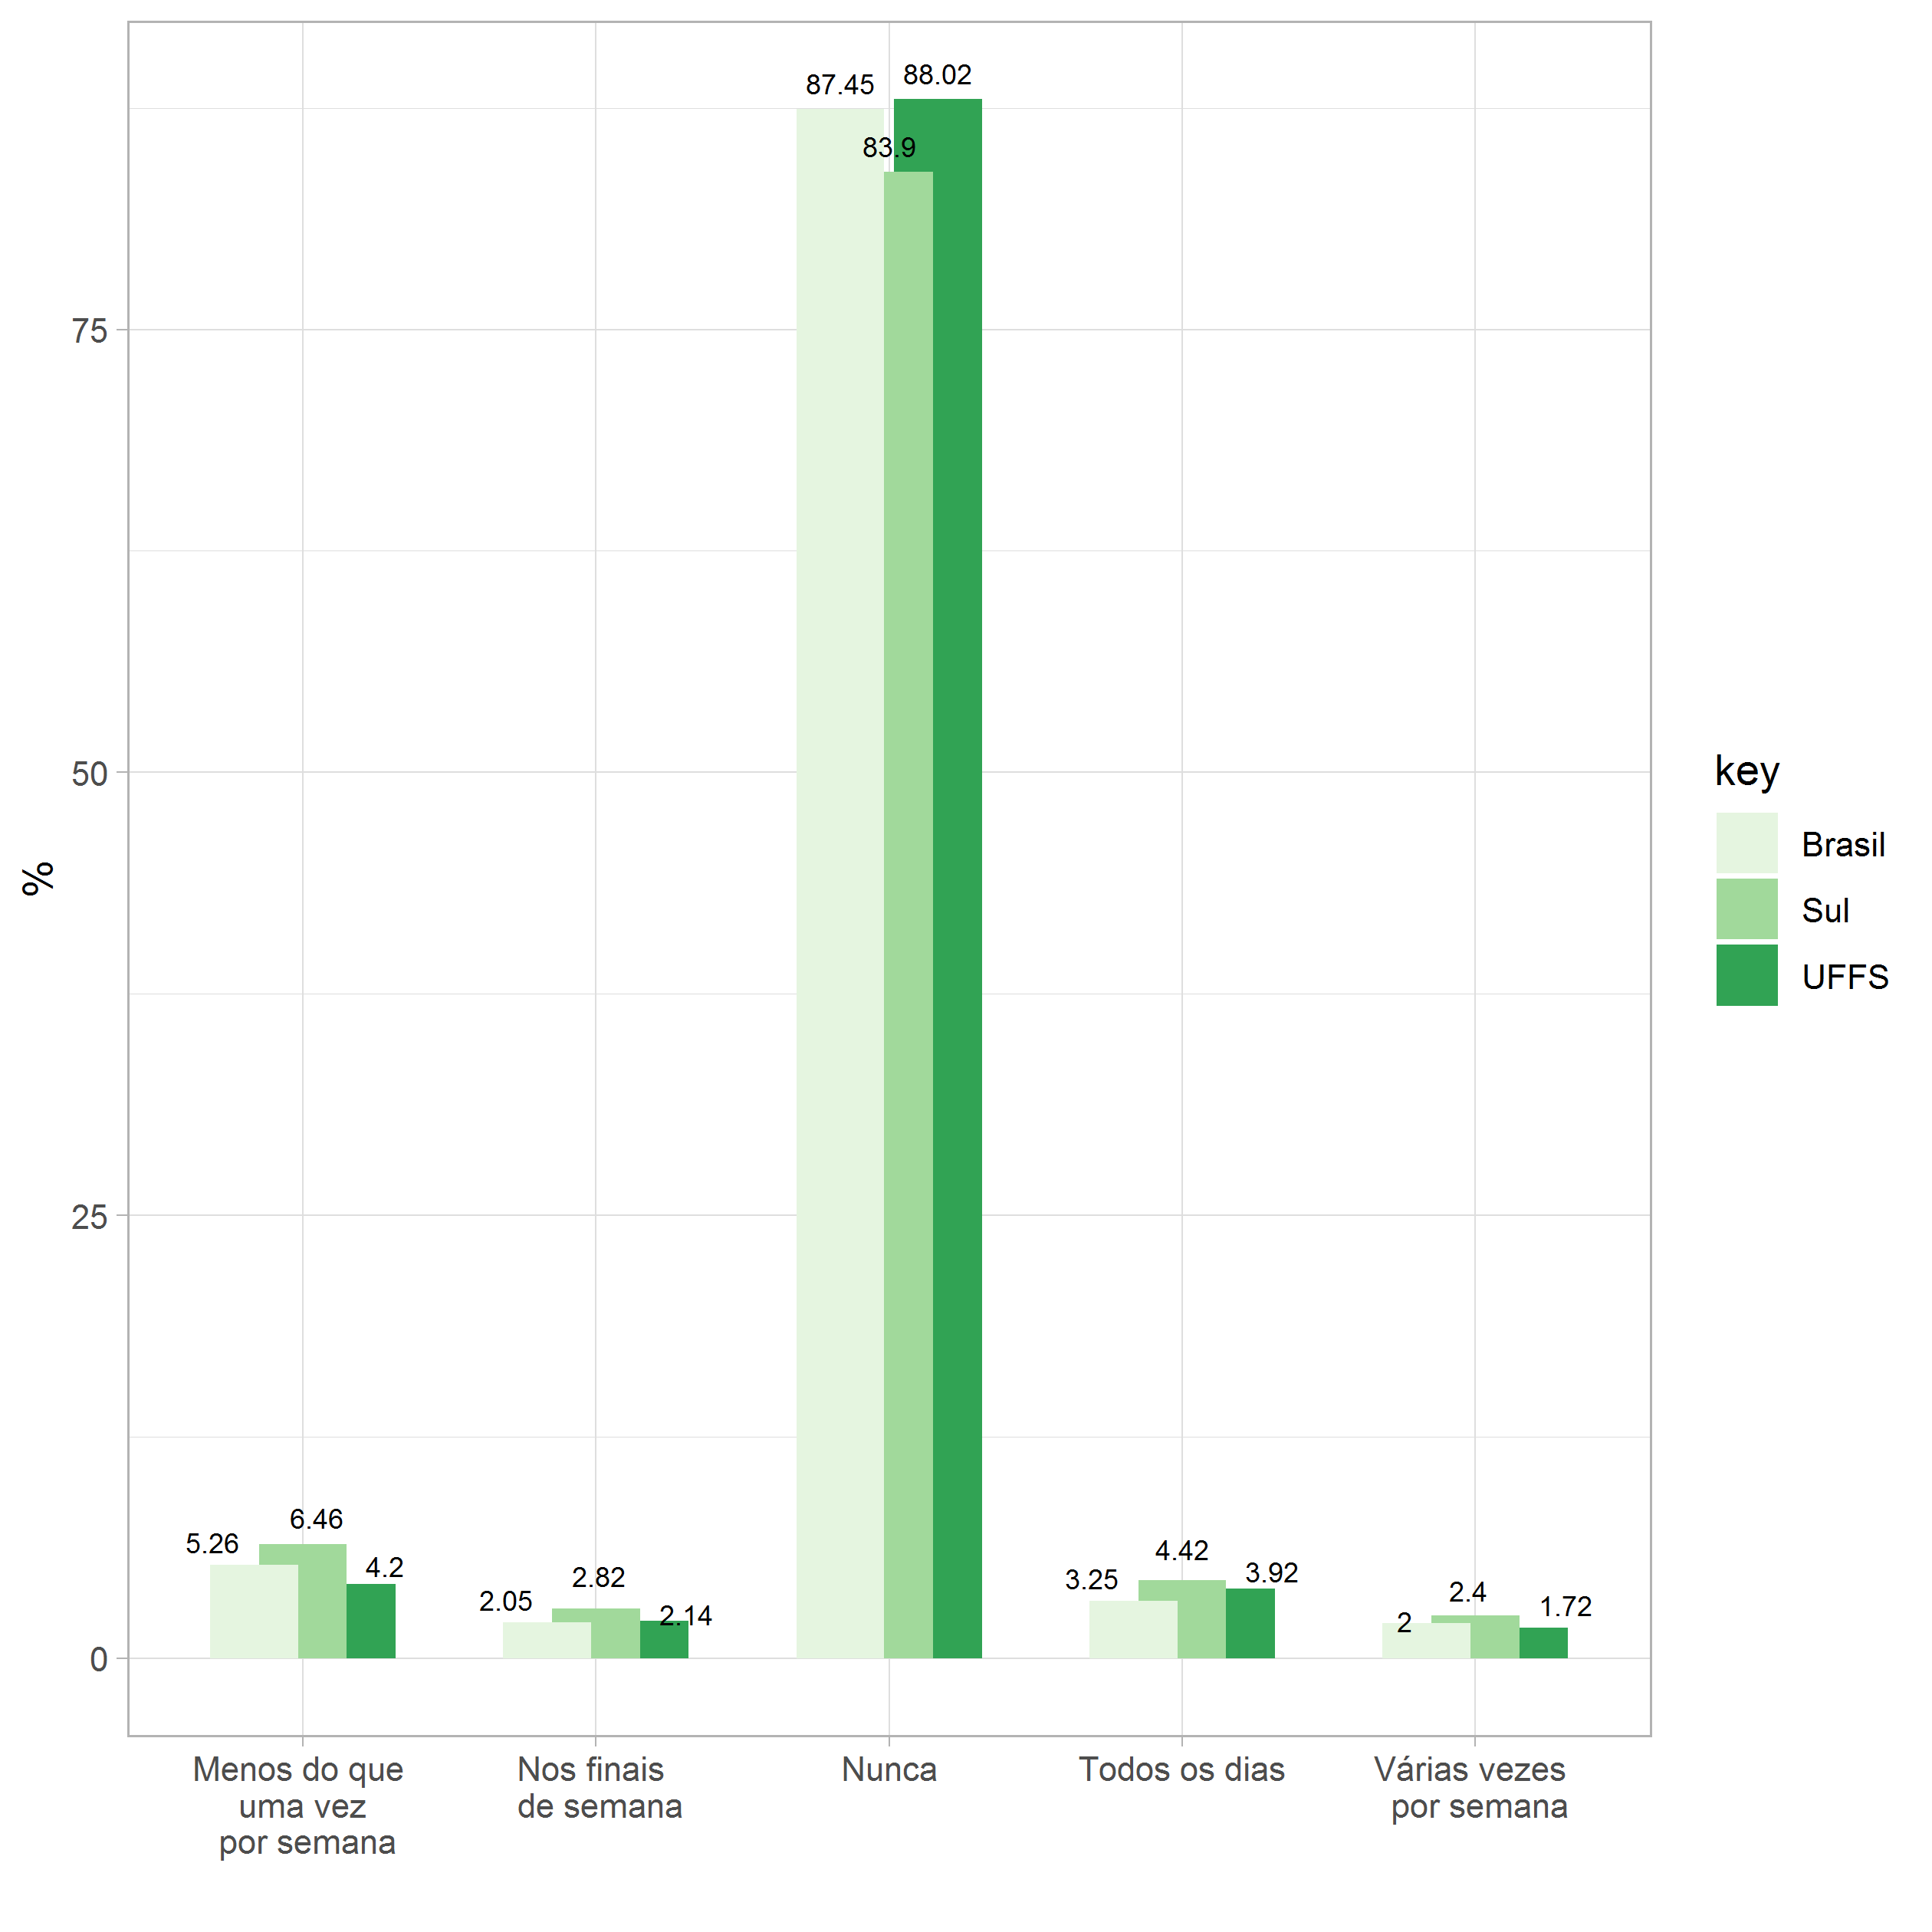 87.45
88.02
83.9
75
50
25
0
%
5.26
6.46
4.2
2.05
2.82
2.14
3.25
4.42
3.92
2
2.4
1.72
Menos do que
uma vez
por semana
Nos finais
de semana
Nunca
Todos os dias
Várias vezes
por semana
key
Brasil
Sul
UFFS